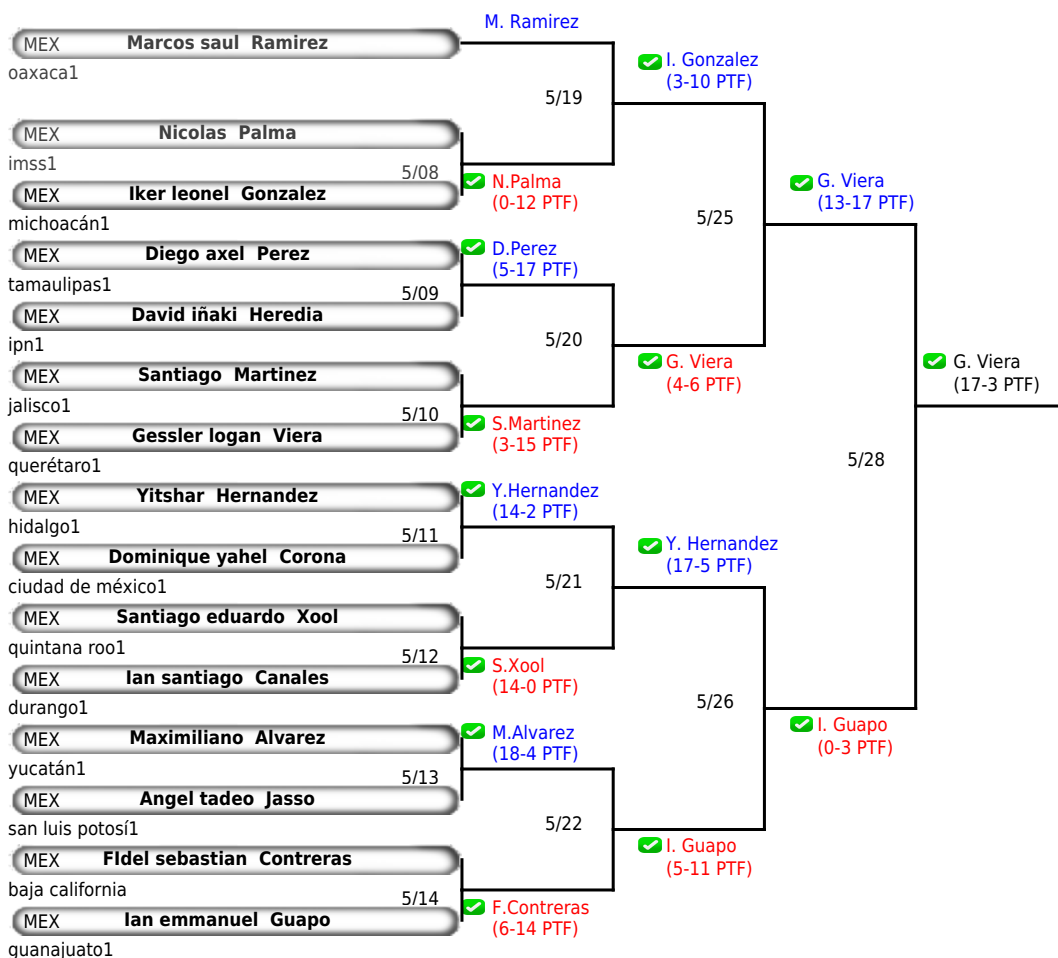 M. Ramirez
MEX Marcos saul Ramirez
oaxaca1
I. Gonzalez
(3-10 PTF)
5/19
MEX Nicolas Palma
imss1
5/08
MEX Iker leonel Gonzalez
michoacán1
N.Palma
(0-12 PTF)
G. Viera
(13-17 PTF)
5/25
MEX Diego axel Perez
tamaulipas1
D.Perez
(5-17 PTF)
5/09
MEX David iñaki Heredia
ipn1
5/20
MEX Santiago Martinez
jalisco1
G. Viera
(4-6 PTF)
G. Viera
(17-3 PTF)
5/10
MEX Gessler logan Viera
querétaro1
S.Martinez
(3-15 PTF)
5/28
MEX Yitshar Hernandez
hidalgo1
Y.Hernandez
(14-2 PTF)
5/11
MEX Dominique yahel Corona
ciudad de méxico1
Y. Hernandez
(17-5 PTF)
5/21
MEX Santiago eduardo Xool
quintana roo1
5/12
MEX Ian santiago Canales
durango1
S.Xool
(14-0 PTF)
5/26
MEX Maximiliano Alvarez
yucatán1
M.Alvarez
(18-4 PTF)
I. Guapo
(0-3 PTF)
5/13
MEX Angel tadeo Jasso
san luis potosí1
5/22
MEX FIdel sebastian Contreras
baja california
I. Guapo
(5-11 PTF)
5/14
MEX Ian emmanuel Guapo
guanajuato1
F.Contreras
(6-14 PTF)